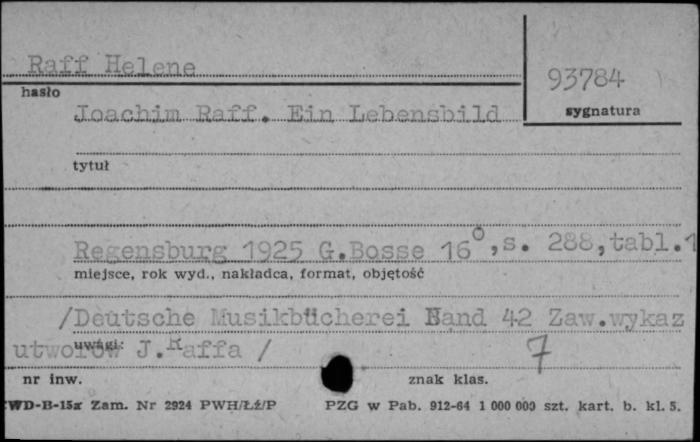 Raff Helene
93784
hasło
Joachim Raff. Ein Lebensbild
sygnatura
tytuł
Regensburg 1925 G.Bosse 16°, s. 288, tabl.1
miejsce, rok wyd., nakładca, format, objętość
/Deutsche Musikbücherei Band 42 Zaw.wykaz
uwagi:
utworów J.Raffa /
7
nr inw.
znak klas.
WD-B-15a Zam. Nr 2924 PWH/Łź/P PZG w Pab. 912-64 1 000 000 szt. kart. b. kl. 5.